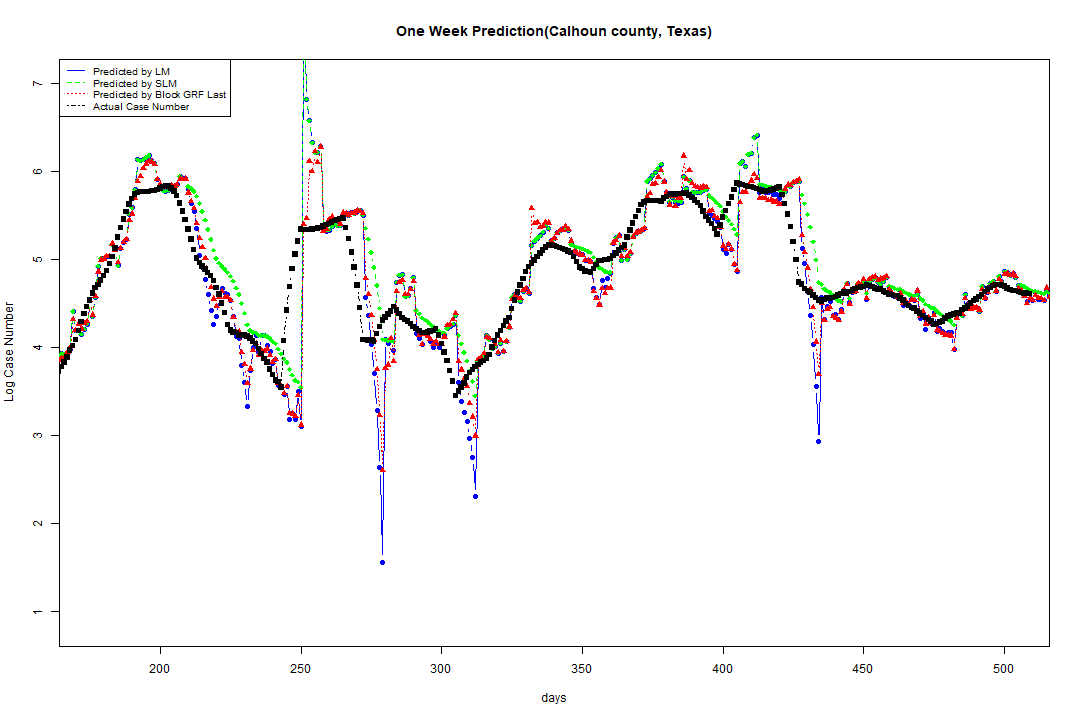 One Week Prediction(Calhoun county, Texas)
Predicted by LM
Predicted by SLM
Predicted by Block GRF Last
Actual Case Number
7
6
5
4
3
2
1
Log Case Number
200 250 300 350 400 450 500
days